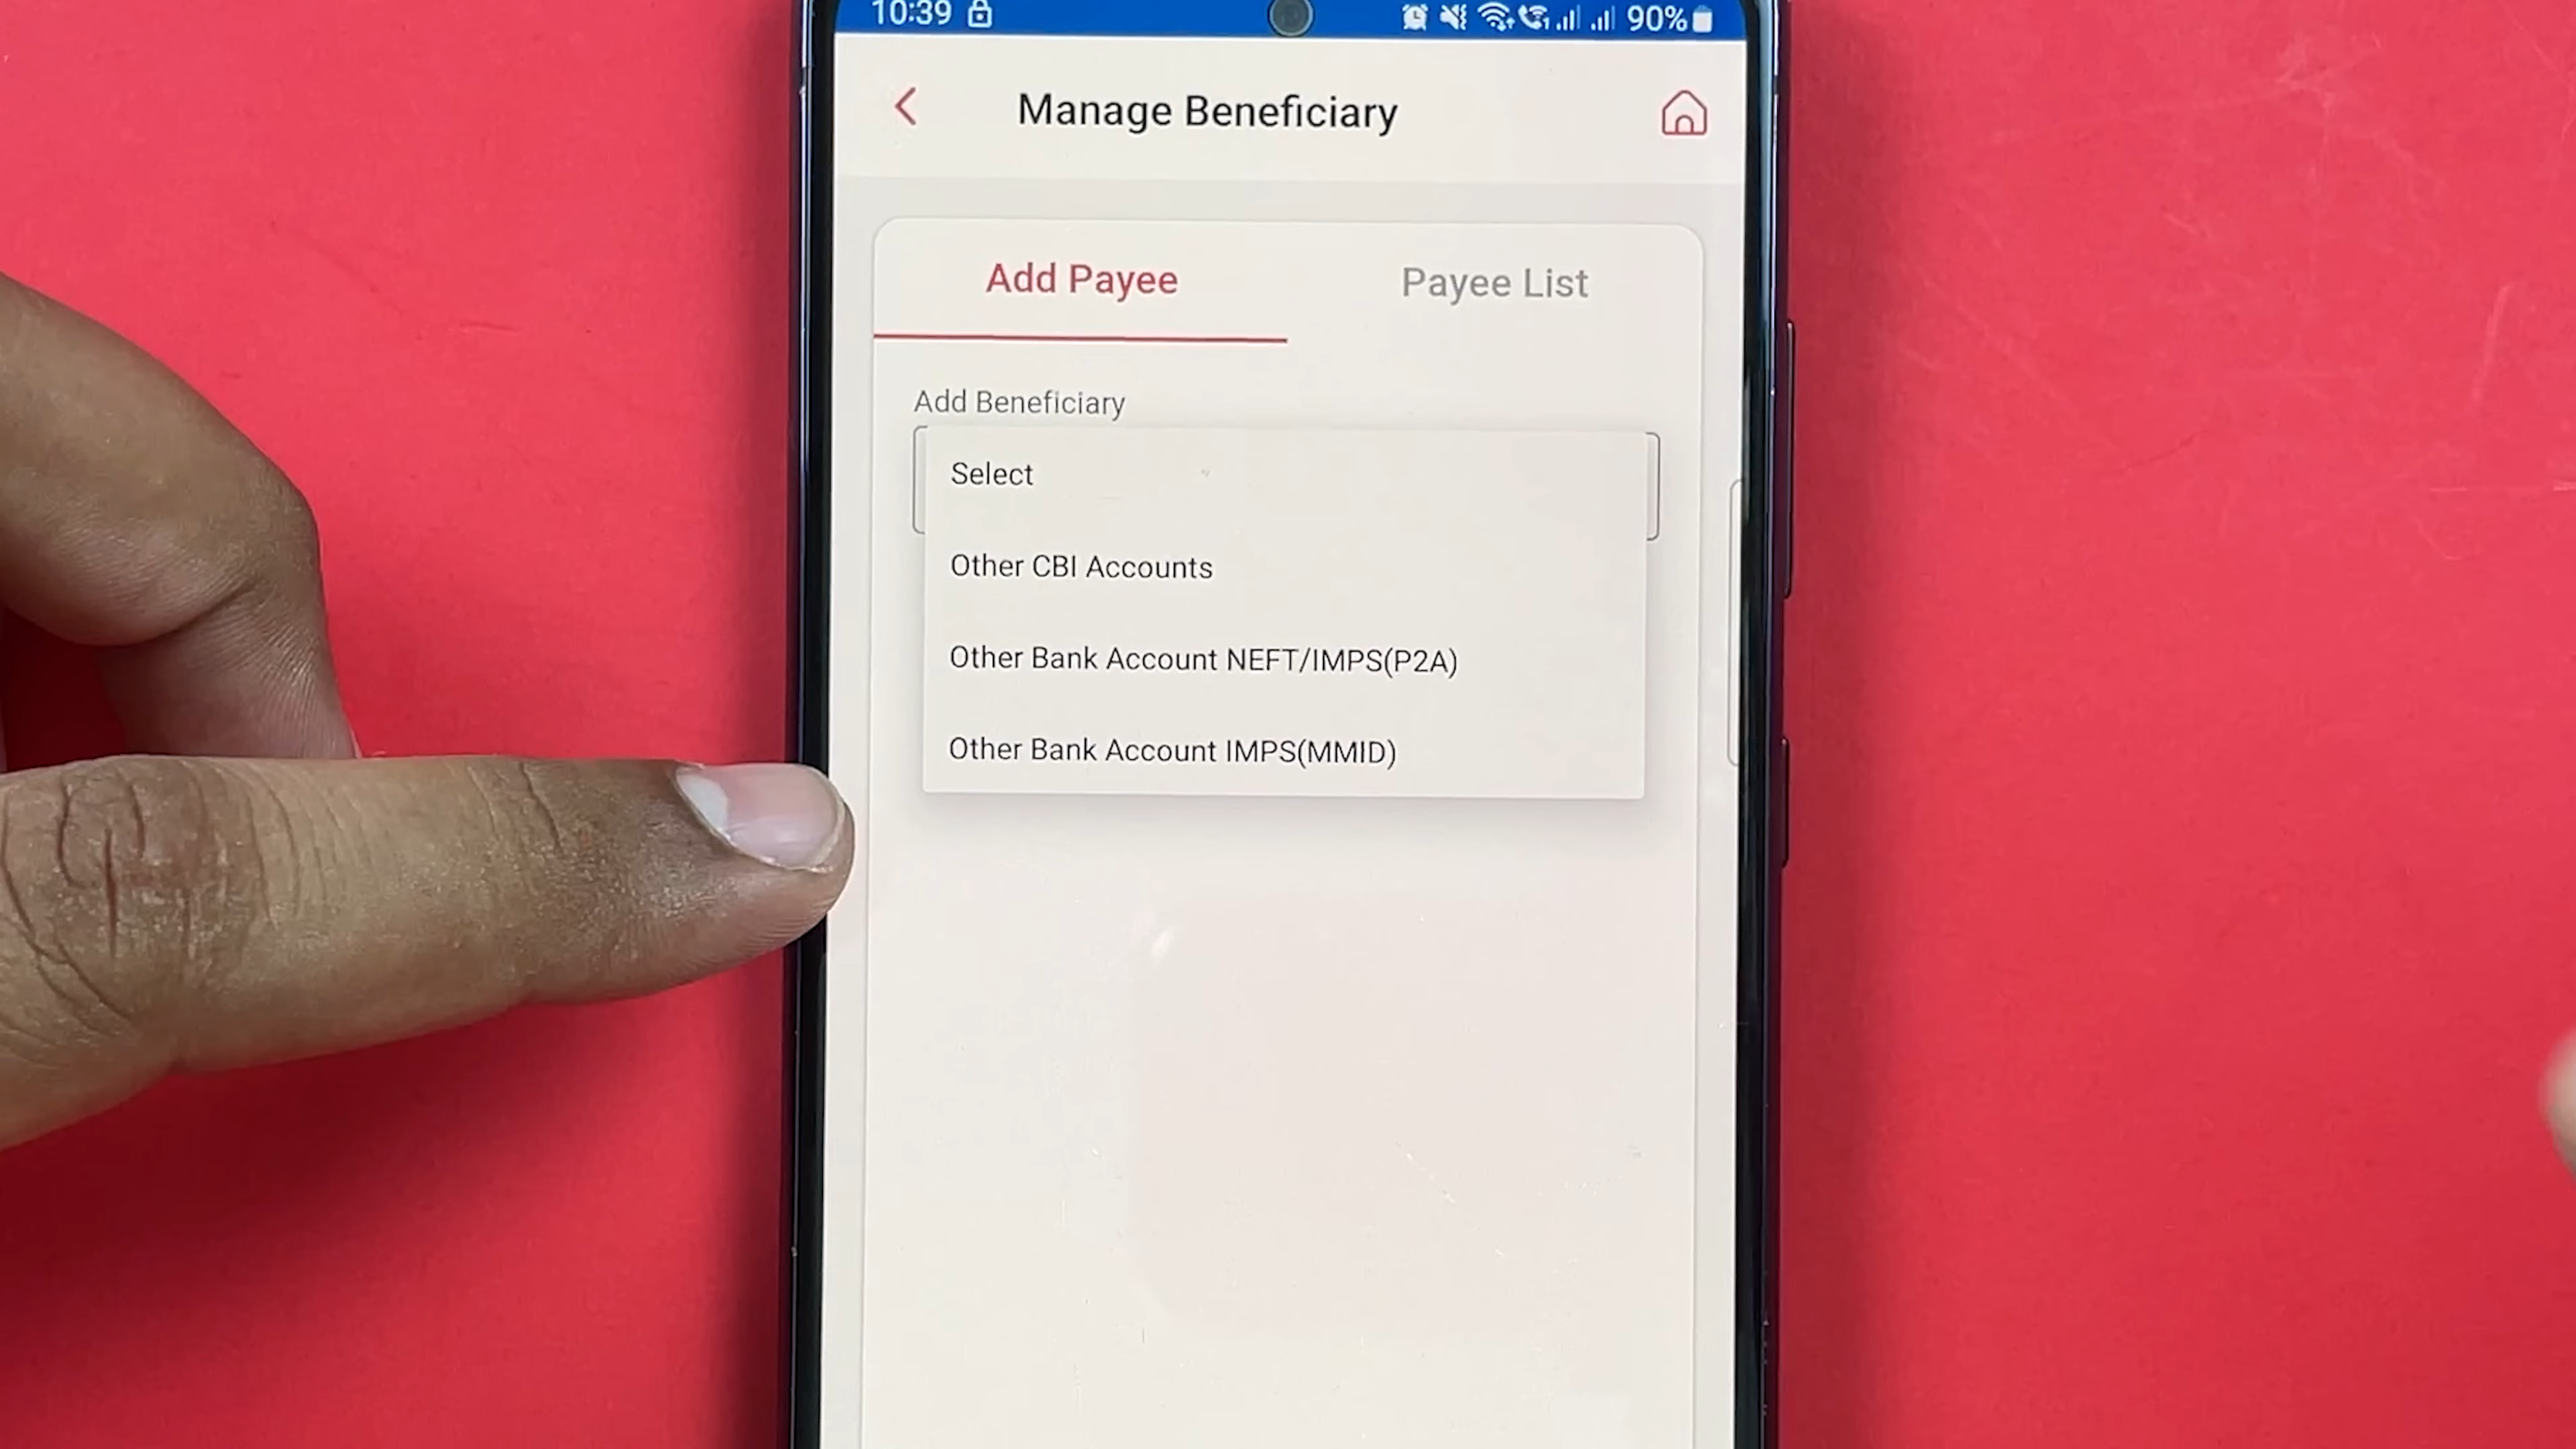 10:39 90%
Manage Beneficiary
Add Payee Payee List
Add Beneficiary
Select
Other CBI Accounts
Other Bank Account NEFT/IMPS(P2A)
Other Bank Account IMPS(MMID)